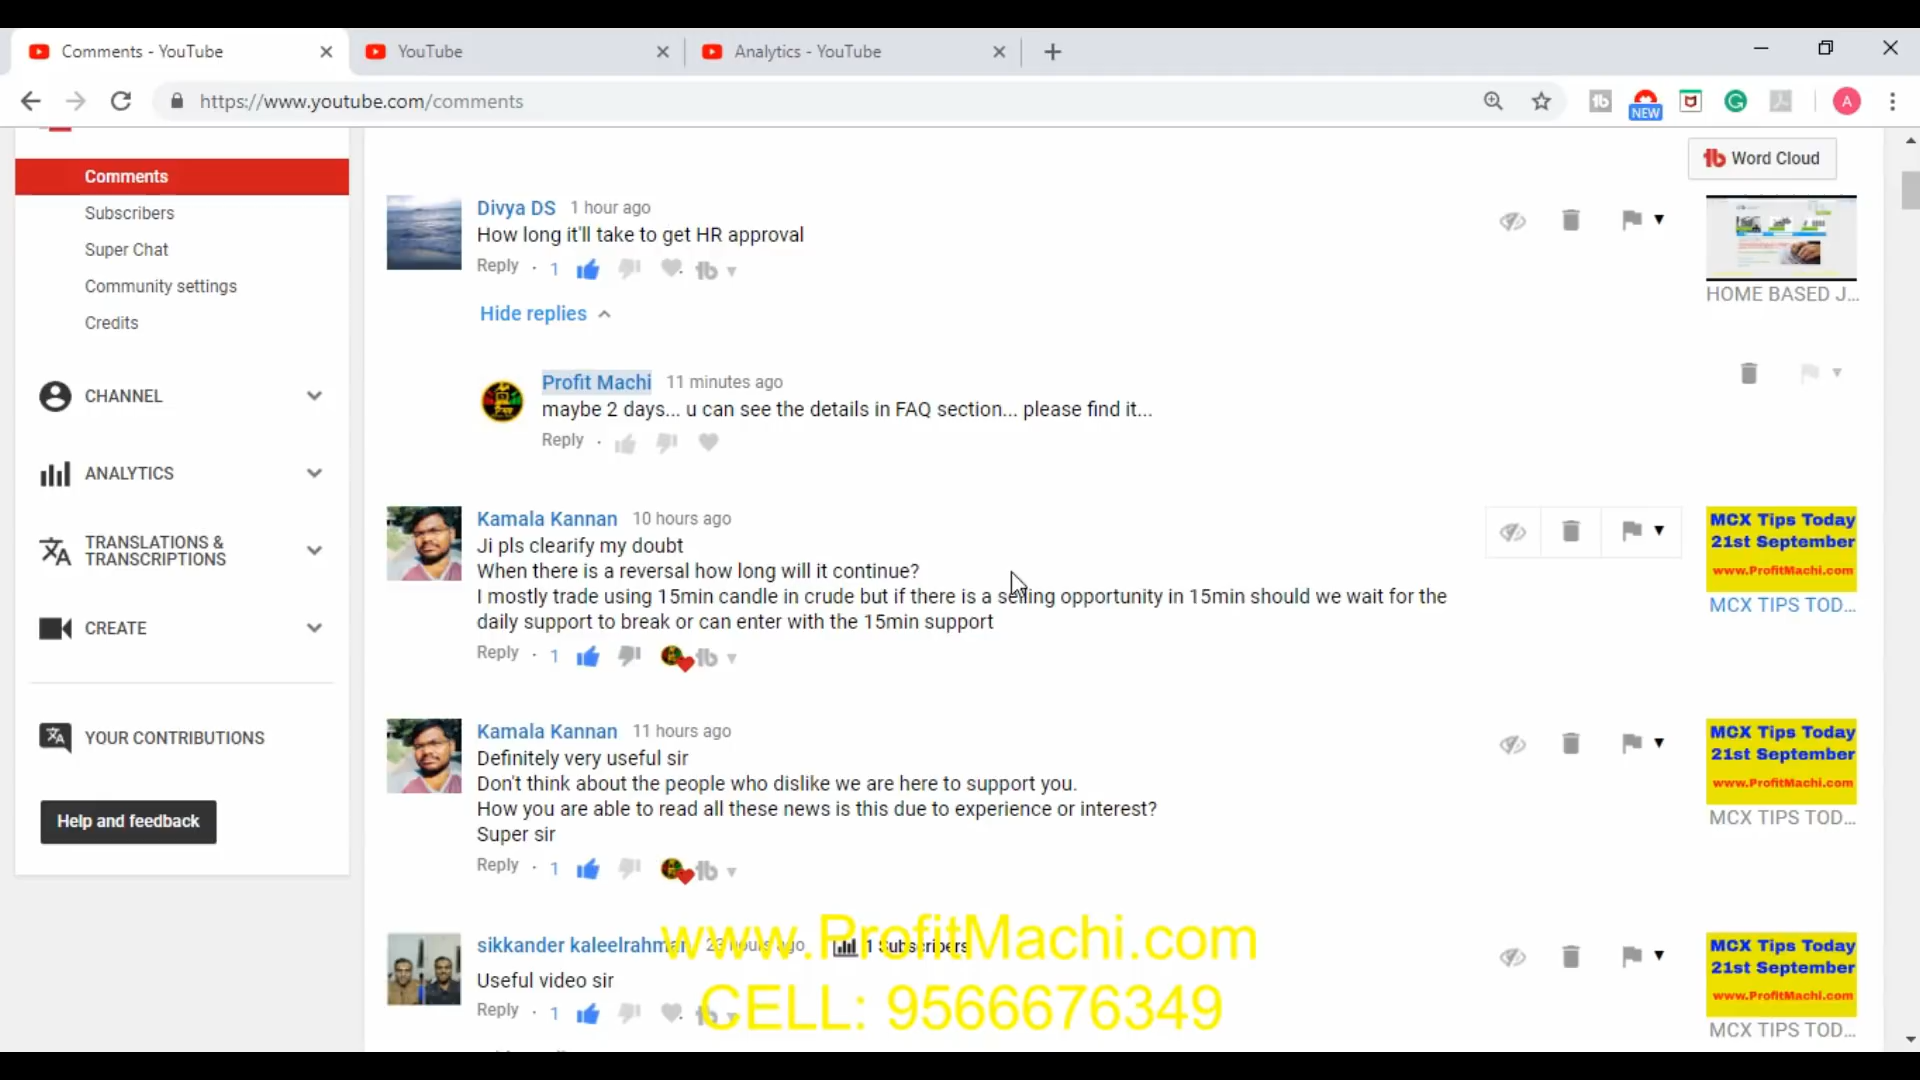 Comments - YouTube
YouTube
Analytics - YouTube
https://www.youtube.com/comments
NEW
A
Comments
Subscribers
Super Chat
Community settings
Credits
CHANNEL
ANALYTICS
TRANSLATIONS &
TRANSCRIPTIONS
CREATE
YOUR CONTRIBUTIONS
Help and feedback
tb Word Cloud
Divya DS 1 hour ago
How long it'll take to get HR approval
Reply · 1
Hide replies
HOME BASED J...
Profit Machi 11 minutes ago
maybe 2 days... u can see the details in FAQ section... please find it...
Reply ·
Kamala Kannan 10 hours ago
Ji pls clearify my doubt
When there is a reversal how long will it continue?
I mostly trade using 15min candle in crude but if there is a selling opportunity in 15min should we wait for the
daily support to break or can enter with the 15min support
Reply · 1
MCX Tips Today
21st September
www.ProfitMachi.com
MCX TIPS TOD...
Kamala Kannan 11 hours ago
Definitely very useful sir
Don't think about the people who dislike we are here to support you.
How you are able to read all these news is this due to experience or interest?
Super sir
Reply · 1
MCX Tips Today
21st September
www.ProfitMachi.com
MCX TIPS TOD...
sikkander kaleelrahman 23 hours ago 1 Subscribers
Useful video sir
Reply · 1
MCX Tips Today
21st September
www.ProfitMachi.com
MCX TIPS TOD...
www.ProfitMachi.com
CELL: 9566676349